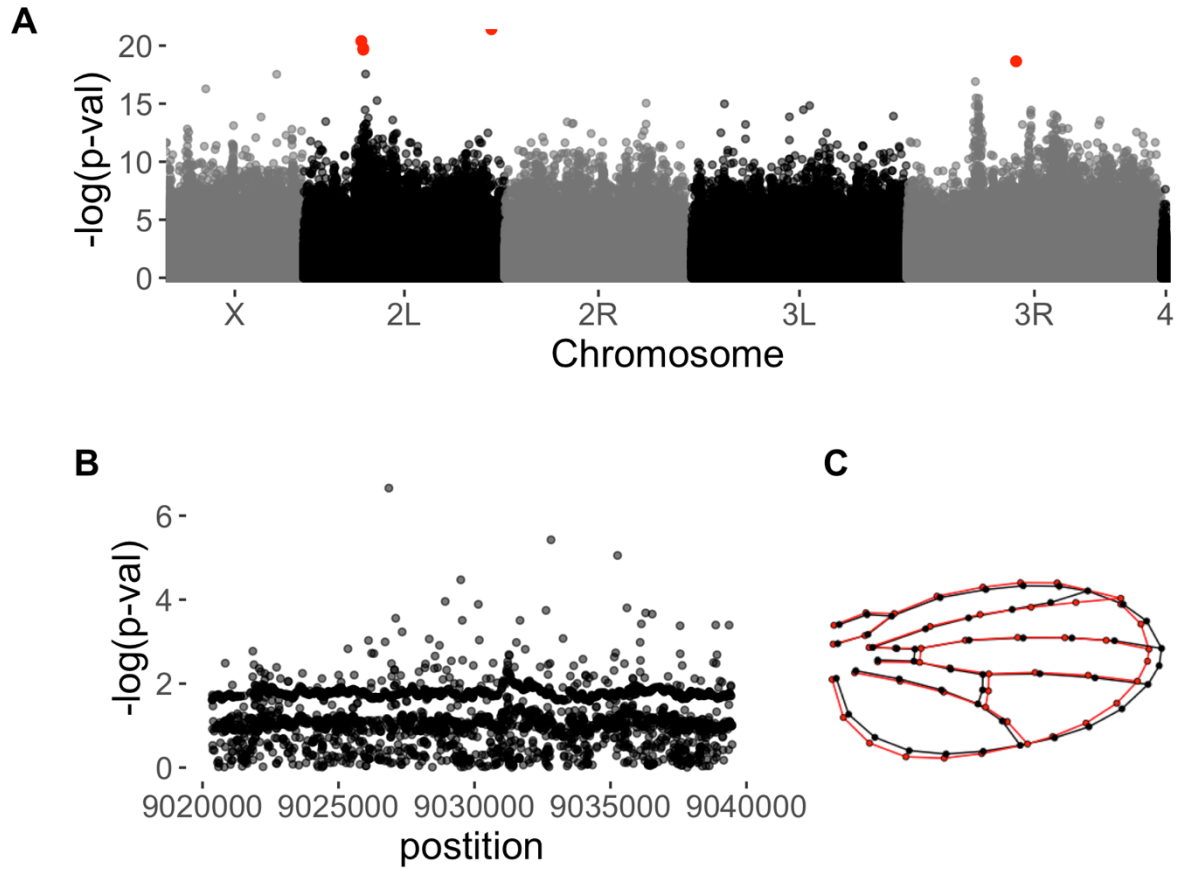 A
-log(p-val)
20
15
10
5
0
X 2L 2R 3L 3R 4
Chromosome
B
C
-log(p-val)
6
4
2
0
9020000 9025000 9030000 9035000 9040000
postition